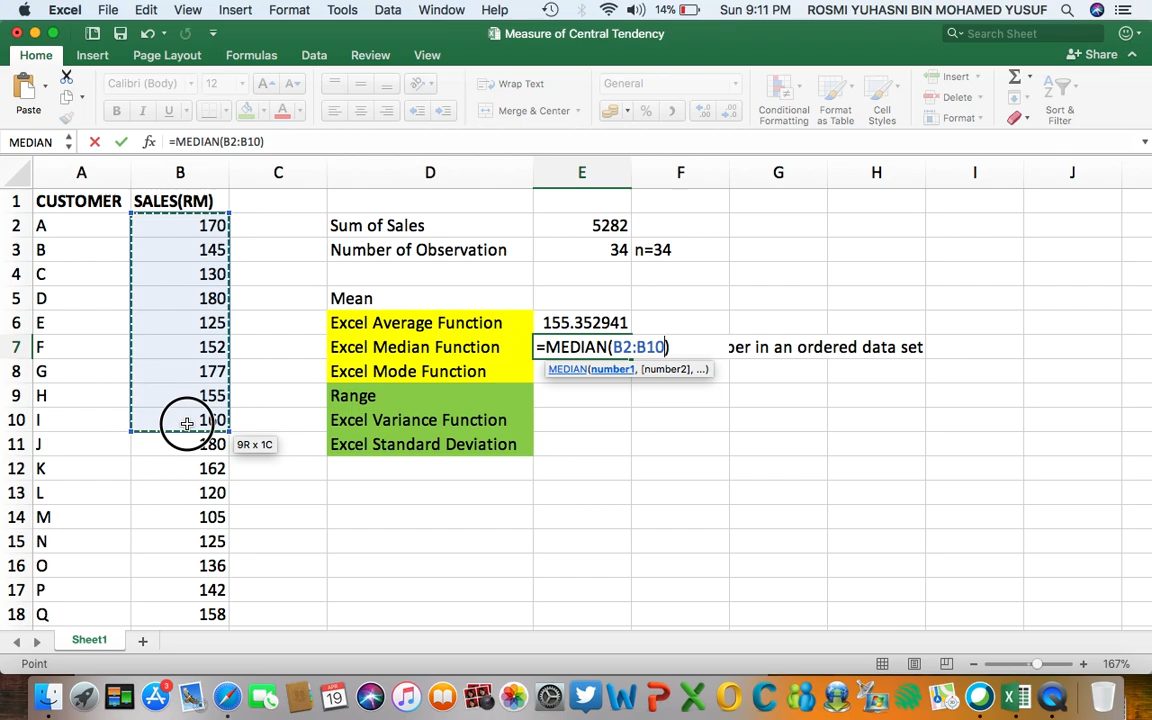 Excel File Edit View Insert Format Tools Data Window Help 14% Sun 9:11 PM ROSMI YUHASNI BIN MOHAMED YUSUF
Measure of Central Tendency
Search Sheet
Home Insert Page Layout Formulas Data Review View
Share
Paste
Calibri (Body) 12
B I U
Wrap Text
Merge & Center
General
Conditional Formatting
Format as Table
Cell Styles
Insert
Delete
Format
Sort & Filter
MEDIAN fx =MEDIAN(B2:B10)
A B C D E F G H I J
1 CUSTOMER SALES(RM)
2 A 170 Sum of Sales 5282
3 B 145 Number of Observation 34 n=34
4 C 130
5 D 180 Mean
6 E 125 Excel Average Function 155.352941
7 F 152 Excel Median Function =MEDIAN(B2:B10) ber in an ordered data set
MEDIAN(number1, [number2], ...)
8 G 177 Excel Mode Function
9 H 155 Range
10 I 160 Excel Variance Function
11 J 180 9R x 1C Excel Standard Deviation
12 K 162
13 L 120
14 M 105
15 N 125
16 O 136
17 P 142
18 Q 158
Sheet1
Point 167%
3
APR
19